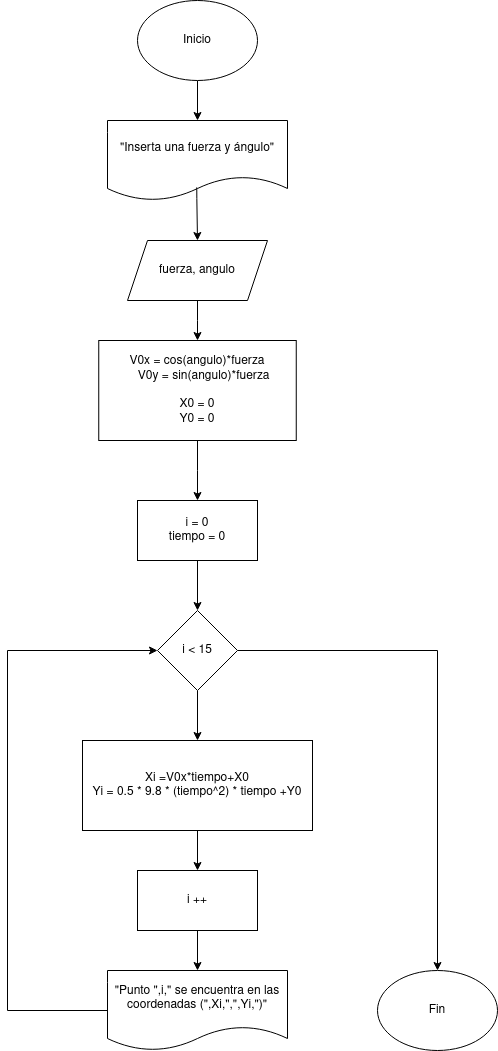 Inicio
"Inserta una fuerza y ángulo"
fuerza, angulo
V0x = cos(angulo)*fuerza
V0y = sin(angulo)*fuerza
X0 = 0
Y0 = 0
i = 0
tiempo = 0
i < 15
Xi =V0x*tiempo+X0
Yi = 0.5 * 9.8 * (tiempo^2) * tiempo +Y0
i ++
"Punto ",i," se encuentra en las
coordenadas (",Xi,",",Yi,")"
Fin